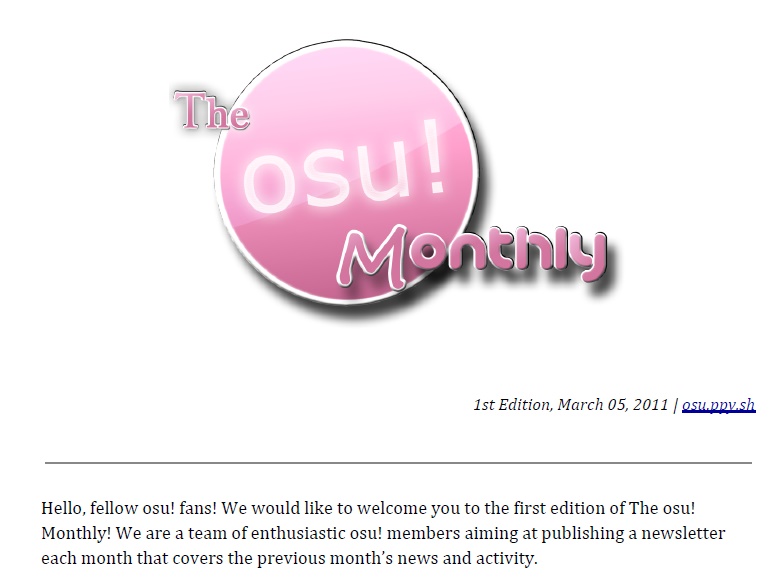 The
osu!
Monthly
1st Edition, March 05, 2011 | osu.ppy.sh
Hello, fellow osu! fans! We would like to welcome you to the first edition of The osu!
Monthly! We are a team of enthusiastic osu! members aiming at publishing a newsletter
each month that covers the previous month’s news and activity.